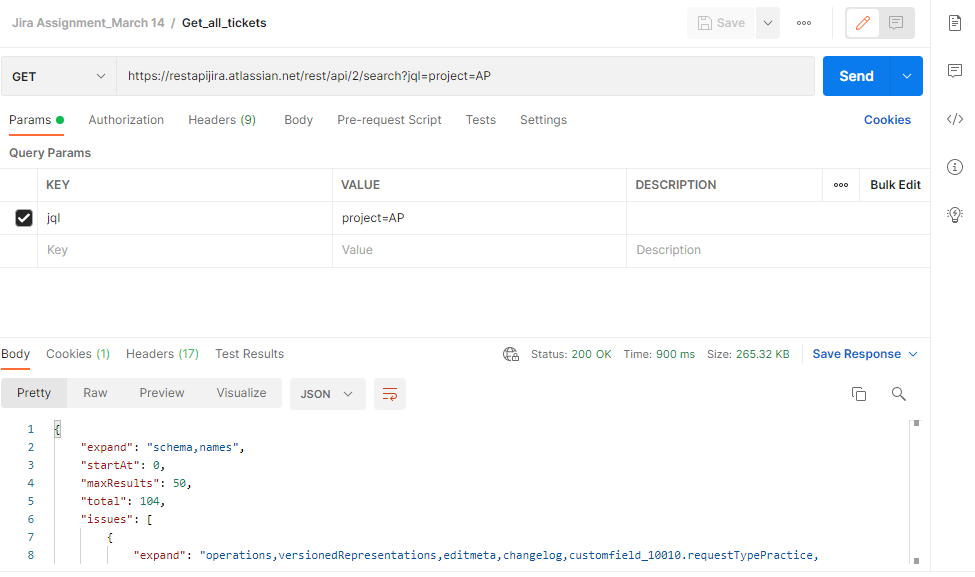 Jira Assignment_March 14 / Get_all_tickets
Save
GET
https://restapijira.atlassian.net/rest/api/2/search?jql=project=AP
Send
Params Authorization Headers (9) Body Pre-request Script Tests Settings Cookies
Query Params
KEY VALUE DESCRIPTION Bulk Edit
jql project=AP
Key Value Description
Body Cookies (1) Headers (17) Test Results Status: 200 OK Time: 900 ms Size: 265.32 KB Save Response
Pretty Raw Preview Visualize JSON
1 {
2 "expand": "schema,names",
3 "startAt": 0,
4 "maxResults": 50,
5 "total": 104,
6 "issues": [
7 {
8 "expand": "operations,versionedRepresentations,editmeta,changelog,customfield_10010.requestTypePractice,